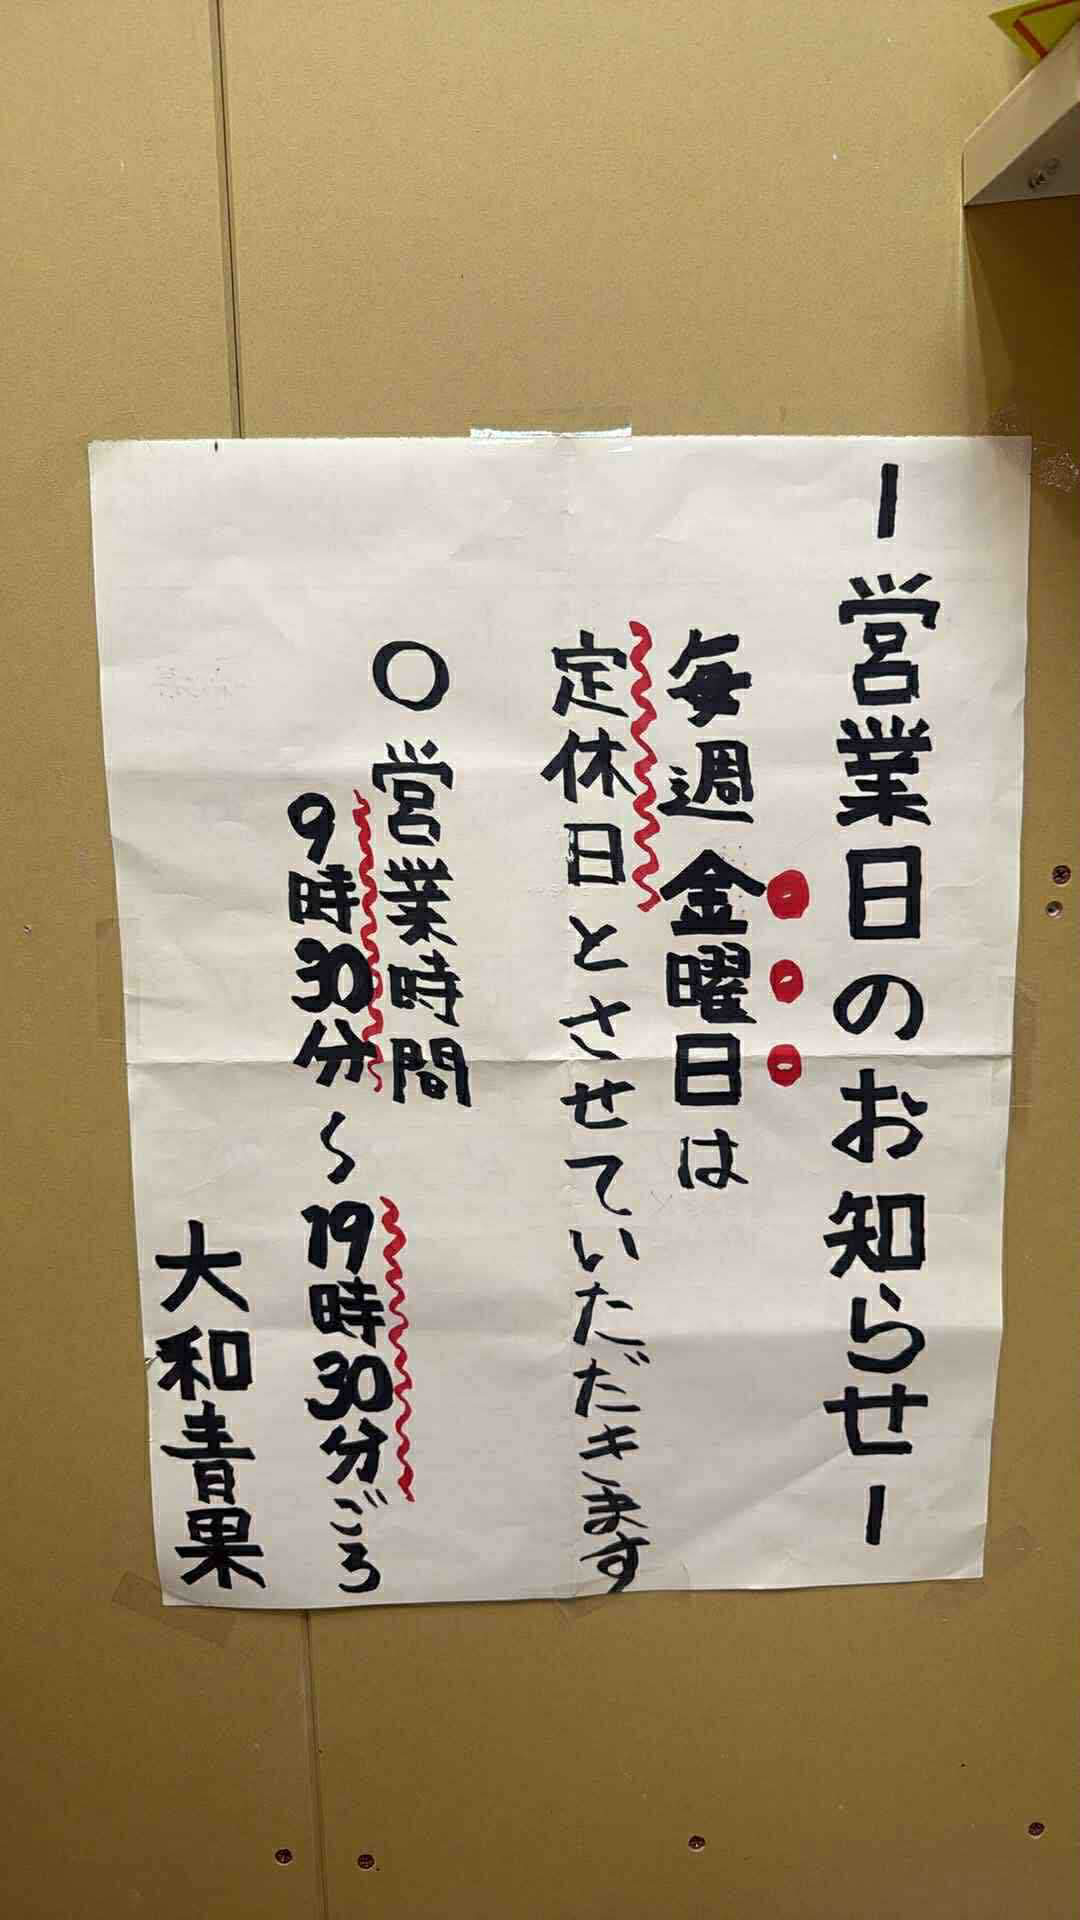 ー営業日のお知らせー
毎週金曜日は
定休日とさせていただきます
〇 営業時間
9時30分〜19時30分ごろ
大和青果